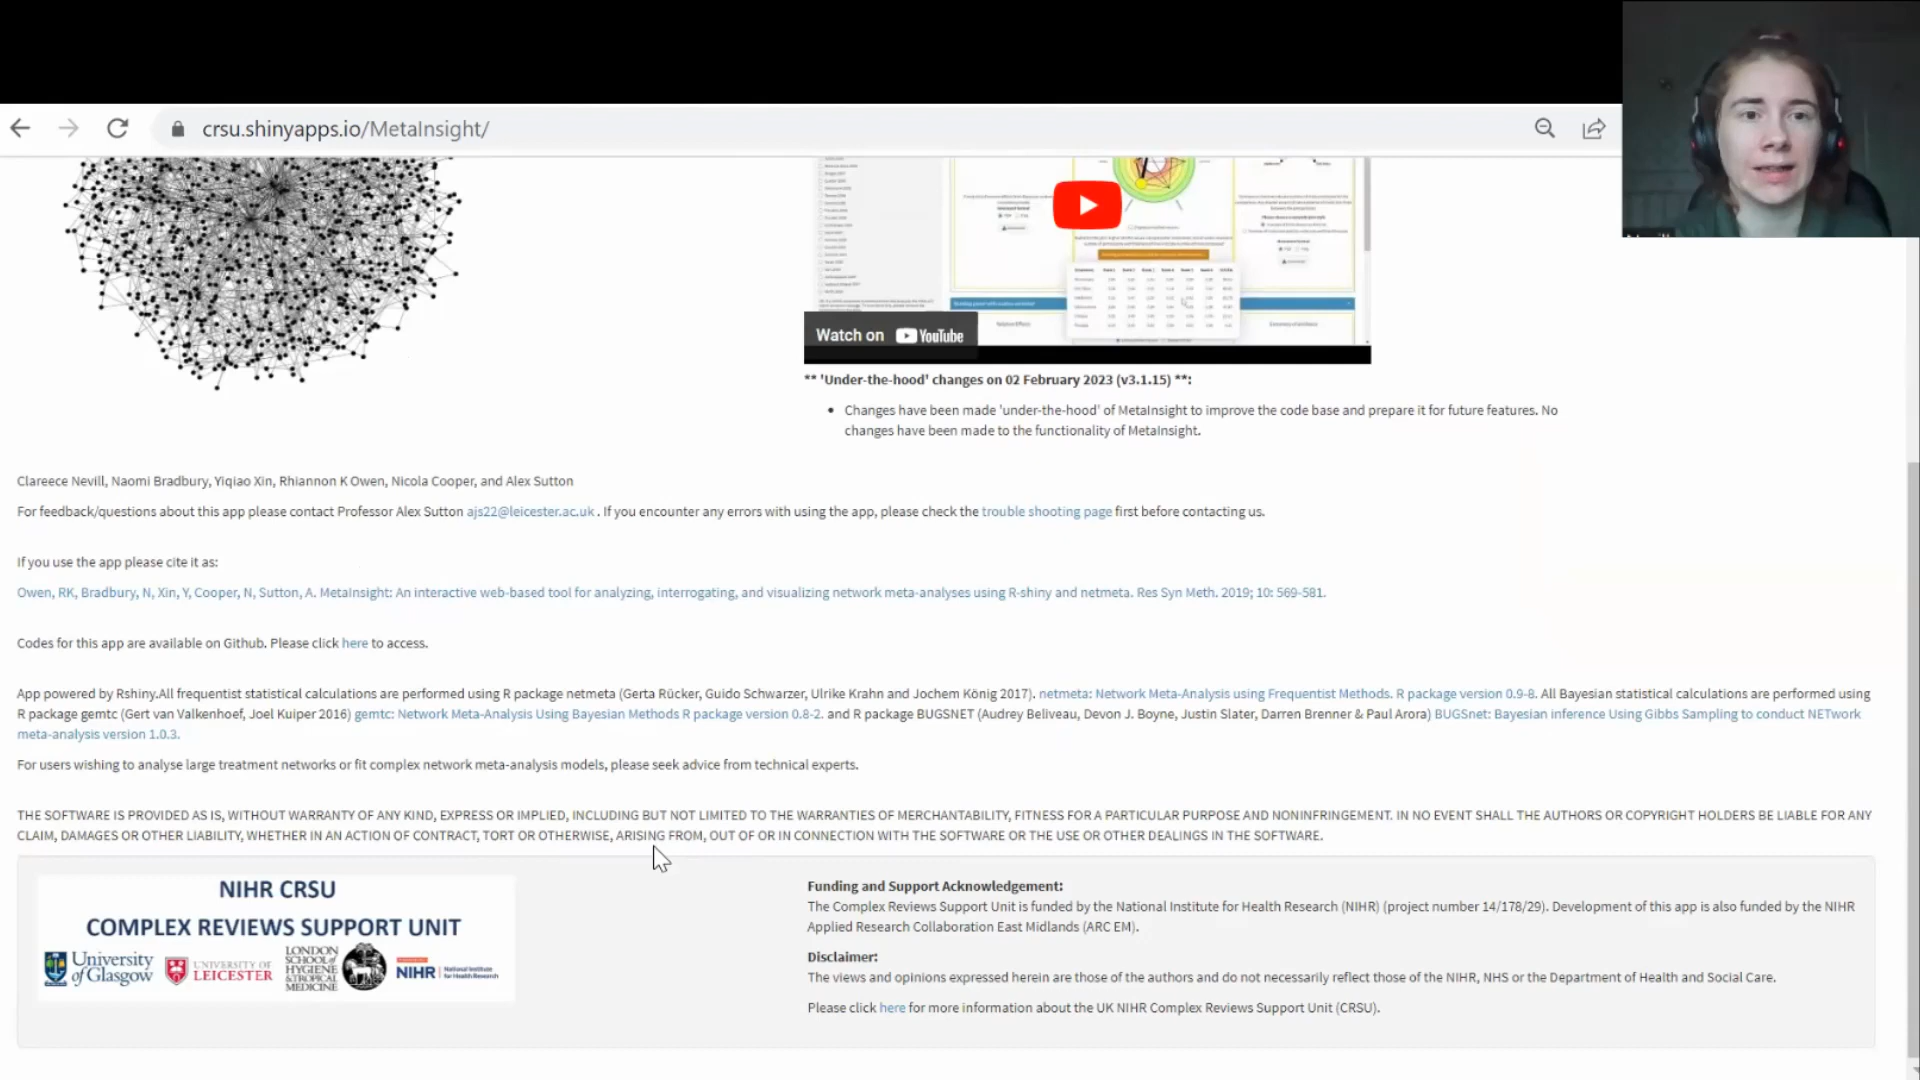 crsu.shinyapps.io/MetaInsight/
Watch on YouTube
** 'Under-the-hood' changes on 02 February 2023 (v3.1.15) **:
• Changes have been made 'under-the-hood' of MetaInsight to improve the code base and prepare it for future features. No
changes have been made to the functionality of MetaInsight.
Clareece Nevill, Naomi Bradbury, Yiqiao Xin, Rhiannon K Owen, Nicola Cooper, and Alex Sutton
For feedback/questions about this app please contact Professor Alex Sutton ajs22@leicester.ac.uk . If you encounter any errors with using the app, please check the trouble shooting page first before contacting us.
If you use the app please cite it as:
Owen, RK, Bradbury, N, Xin, Y, Cooper, N, Sutton, A. MetaInsight: An interactive web-based tool for analyzing, interrogating, and visualizing network meta-analyses using R-shiny and netmeta. Res Syn Meth. 2019; 10: 569-581.
Codes for this app are available on Github. Please click here to access.
App powered by Rshiny.All frequentist statistical calculations are performed using R package netmeta (Gerta Rücker, Guido Schwarzer, Ulrike Krahn and Jochem König 2017). netmeta: Network Meta-Analysis using Frequentist Methods. R package version 0.9-8. All Bayesian statistical calculations are performed using
R package gemtc (Gert van Valkenhoef, Joel Kuiper 2016) gemtc: Network Meta-Analysis Using Bayesian Methods R package version 0.8-2. and R package BUGSNET (Audrey Beliveau, Devon J. Boyne, Justin Slater, Darren Brenner & Paul Arora) BUGSnet: Bayesian inference Using Gibbs Sampling to conduct NETwork
meta-analysis version 1.0.3.
For users wishing to analyse large treatment networks or fit complex network meta-analysis models, please seek advice from technical experts.
THE SOFTWARE IS PROVIDED AS IS, WITHOUT WARRANTY OF ANY KIND, EXPRESS OR IMPLIED, INCLUDING BUT NOT LIMITED TO THE WARRANTIES OF MERCHANTABILITY, FITNESS FOR A PARTICULAR PURPOSE AND NONINFRINGEMENT. IN NO EVENT SHALL THE AUTHORS OR COPYRIGHT HOLDERS BE LIABLE FOR ANY
CLAIM, DAMAGES OR OTHER LIABILITY, WHETHER IN AN ACTION OF CONTRACT, TORT OR OTHERWISE, ARISING FROM, OUT OF OR IN CONNECTION WITH THE SOFTWARE OR THE USE OR OTHER DEALINGS IN THE SOFTWARE.
NIHR CRSU
COMPLEX REVIEWS SUPPORT UNIT
University of Glasgow
UNIVERSITY OF LEICESTER
LONDON SCHOOL of HYGIENE & TROPICAL MEDICINE
NIHR National Institute for Health Research
Funding and Support Acknowledgement:
The Complex Reviews Support Unit is funded by the National Institute for Health Research (NIHR) (project number 14/178/29). Development of this app is also funded by the NIHR
Applied Research Collaboration East Midlands (ARC EM).
Disclaimer:
The views and opinions expressed herein are those of the authors and do not necessarily reflect those of the NIHR, NHS or the Department of Health and Social Care.
Please click here for more information about the UK NIHR Complex Reviews Support Unit (CRSU).